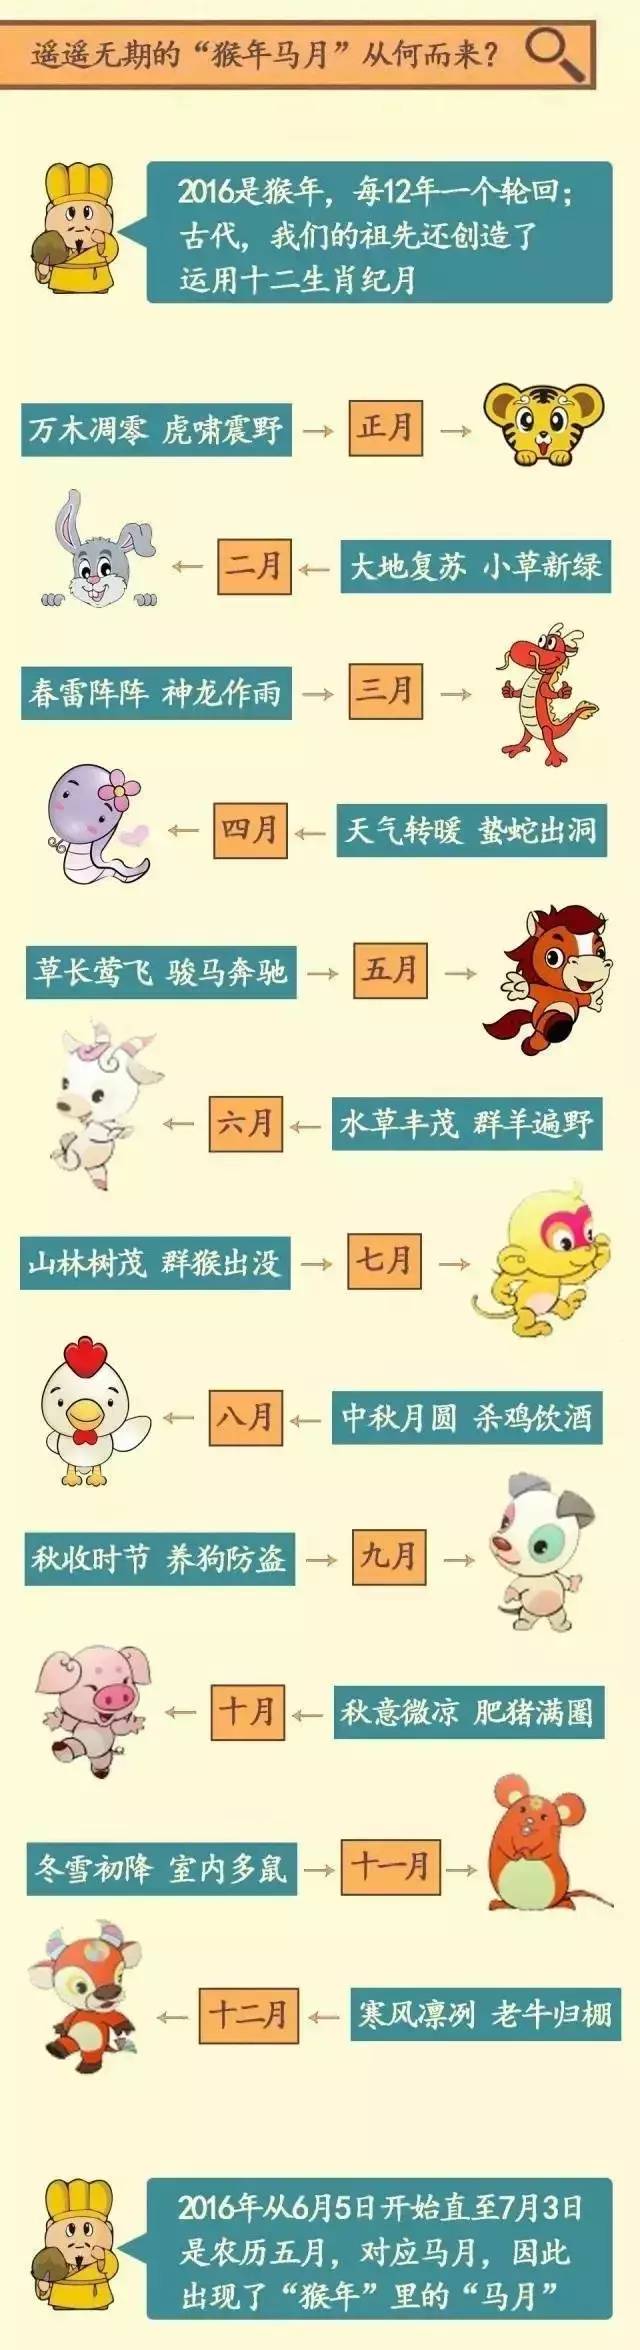 遥遥无期的“猴年马月”从何而来？
2016是猴年，每12年一个轮回；
古代，我们的祖先还创造了
运用十二生肖纪月
万木凋零 虎啸震野 正月
二月 大地复苏 小草新绿
春雷阵阵 神龙作雨 三月
四月 天气转暖 蛰蛇出洞
草长莺飞 骏马奔驰 五月
六月 水草丰茂 群羊遍野
山林树茂 群猴出没 七月
八月 中秋月圆 杀鸡饮酒
秋收时节 养狗防盗 九月
十月 秋意微凉 肥猪满圈
冬雪初降 室内多鼠 十一月
十二月 寒风凛冽 老牛归棚
2016年从6月5日开始直至7月3日
是农历五月，对应马月，因此
出现了“猴年”里的“马月”